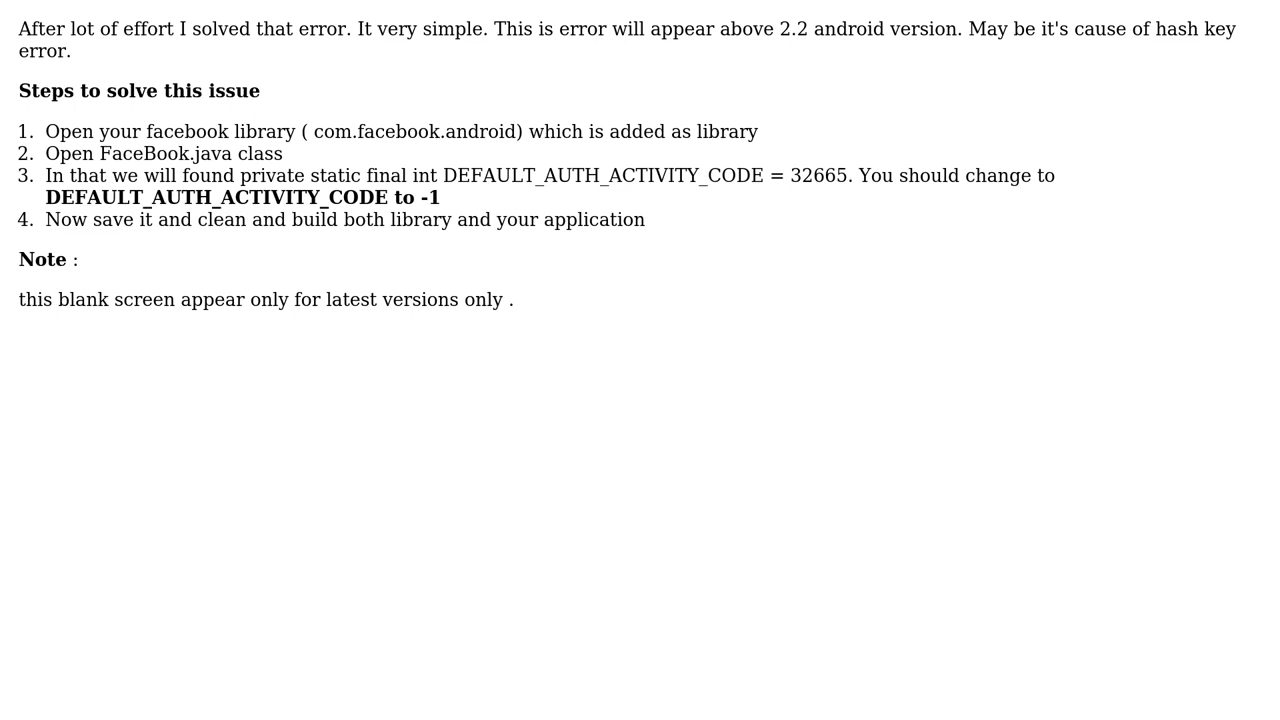 After lot of effort I solved that error. It very simple. This is error will appear above 2.2 android version. May be it's cause of hash key
error.
Steps to solve this issue
1. Open your facebook library ( com.facebook.android) which is added as library
2. Open FaceBook.java class
3. In that we will found private static final int DEFAULT_AUTH_ACTIVITY_CODE = 32665. You should change to
DEFAULT_AUTH_ACTIVITY_CODE to -1
4. Now save it and clean and build both library and your application
Note :
this blank screen appear only for latest versions only .